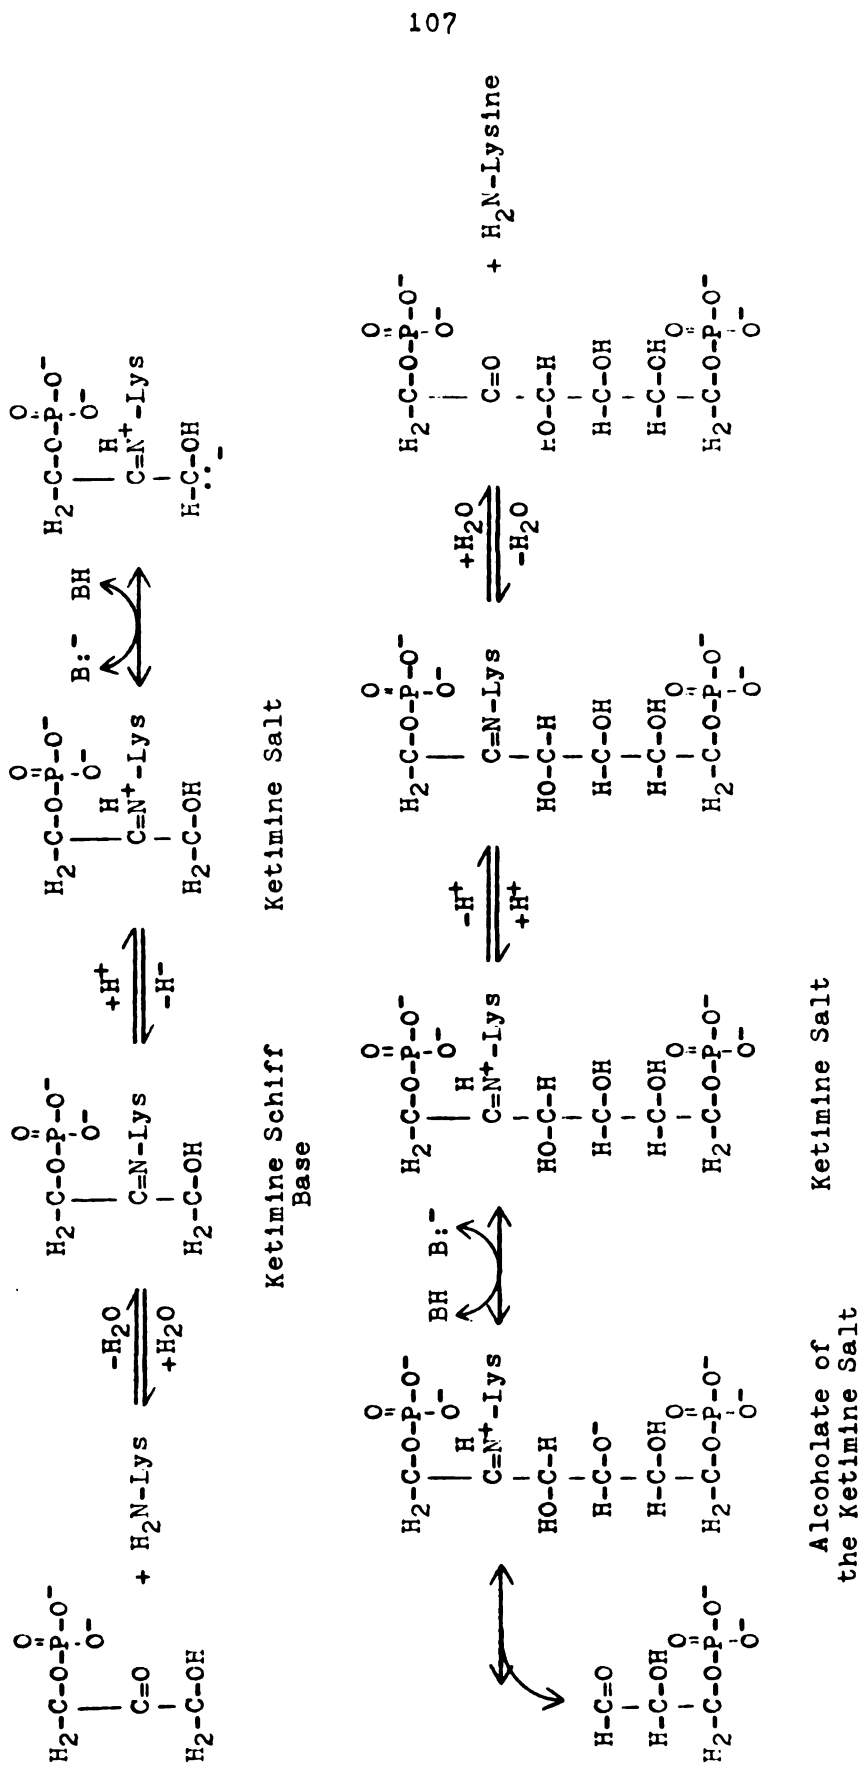 107
O
H₂-C-O-P-O⁻
O⁻
C=O
H₂-C-OH
+ H₂N-Lys
-H₂O
+H₂O
O
H₂-C-O-P-O⁻
O⁻
C=N-Lys
H₂-C-OH
Ketimine Schiff
Base
+H⁺
-H⁻
O
H₂-C-O-P-O⁻
O⁻
H
C=N⁺-Lys
H₂-C-OH
Ketimine Salt
B:⁻ BH
O
H₂-C-O-P-O⁻
O⁻
H
C=N⁺-Lys
H-C-OH
:⁻
H-C=O
H-C-OH
O
H₂-C-O-P-O⁻
O⁻
O
H₂-C-O-P-O⁻
O⁻
H
C=N⁺-Lys
HO-C-H
H-C-O⁻
H-C-OH
O
H₂-C-O-P-O⁻
O⁻
Alcoholate of
the Ketimine Salt
BH B:⁻
O
H₂-C-O-P-O⁻
O⁻
H
C=N⁺-Lys
HO-C-H
H-C-OH
H-C-OH
O
H₂-C-O-P-O⁻
O⁻
Ketimine Salt
-H⁺
+H⁺
O
H₂-C-O-P-O⁻
O⁻
C=N-Lys
HO-C-H
H-C-OH
H-C-OH
O
H₂-C-O-P-O⁻
O⁻
+H₂O
-H₂O
O
H₂-C-O-P-O⁻
O⁻
C=O
HO-C-H
H-C-OH
H-C-OH
O
H₂-C-O-P-O⁻
O⁻
+ H₂N-Lysine